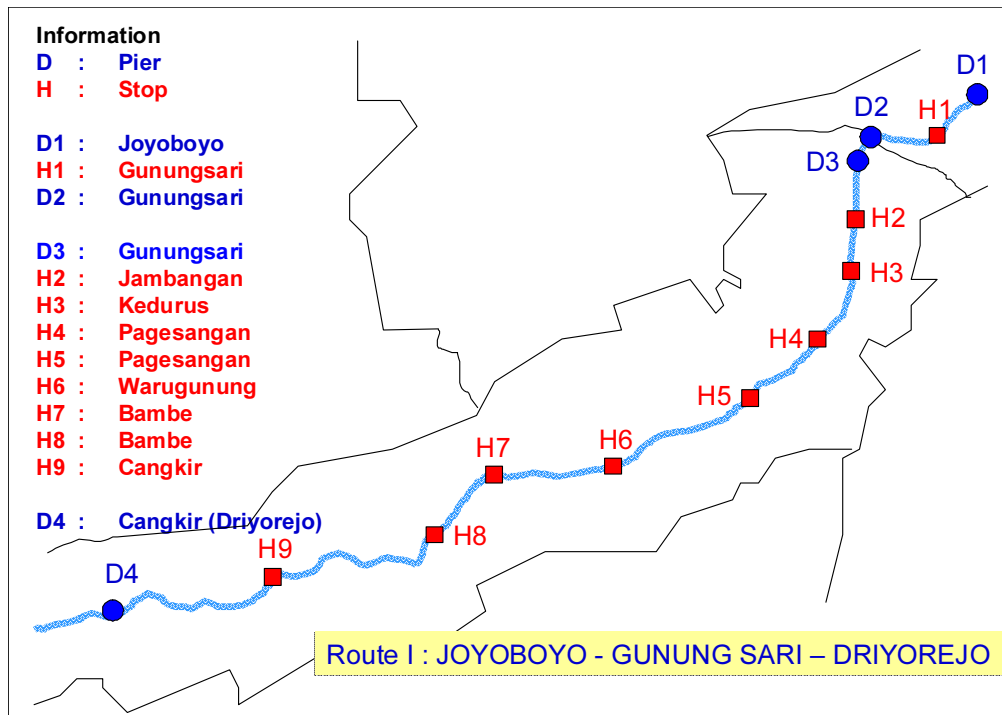 Information
D : Pier
H : Stop
D1 : Joyoboyo
H1 : Gunungsari
D2 : Gunungsari
D3 : Gunungsari
H2 : Jambangan
H3 : Kedurus
H4 : Pagesangan
H5 : Pagesangan
H6 : Warugunung
H7 : Bambe
H8 : Bambe
H9 : Cangkir
D4 : Cangkir (Driyorejo)
D1
H1
D2
D3
H2
H3
H4
H5
H6
H7
H8
H9
D4
Route I : JOYOBOYO - GUNUNG SARI – DRIYOREJO